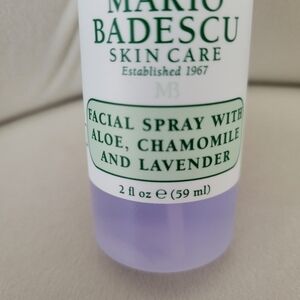 MARIO
BADESCU
SKIN CARE
Established 1967
MB
FACIAL SPRAY WITH
ALOE, CHAMOMILE
AND LAVENDER
2 fl oz ℮ (59 ml)